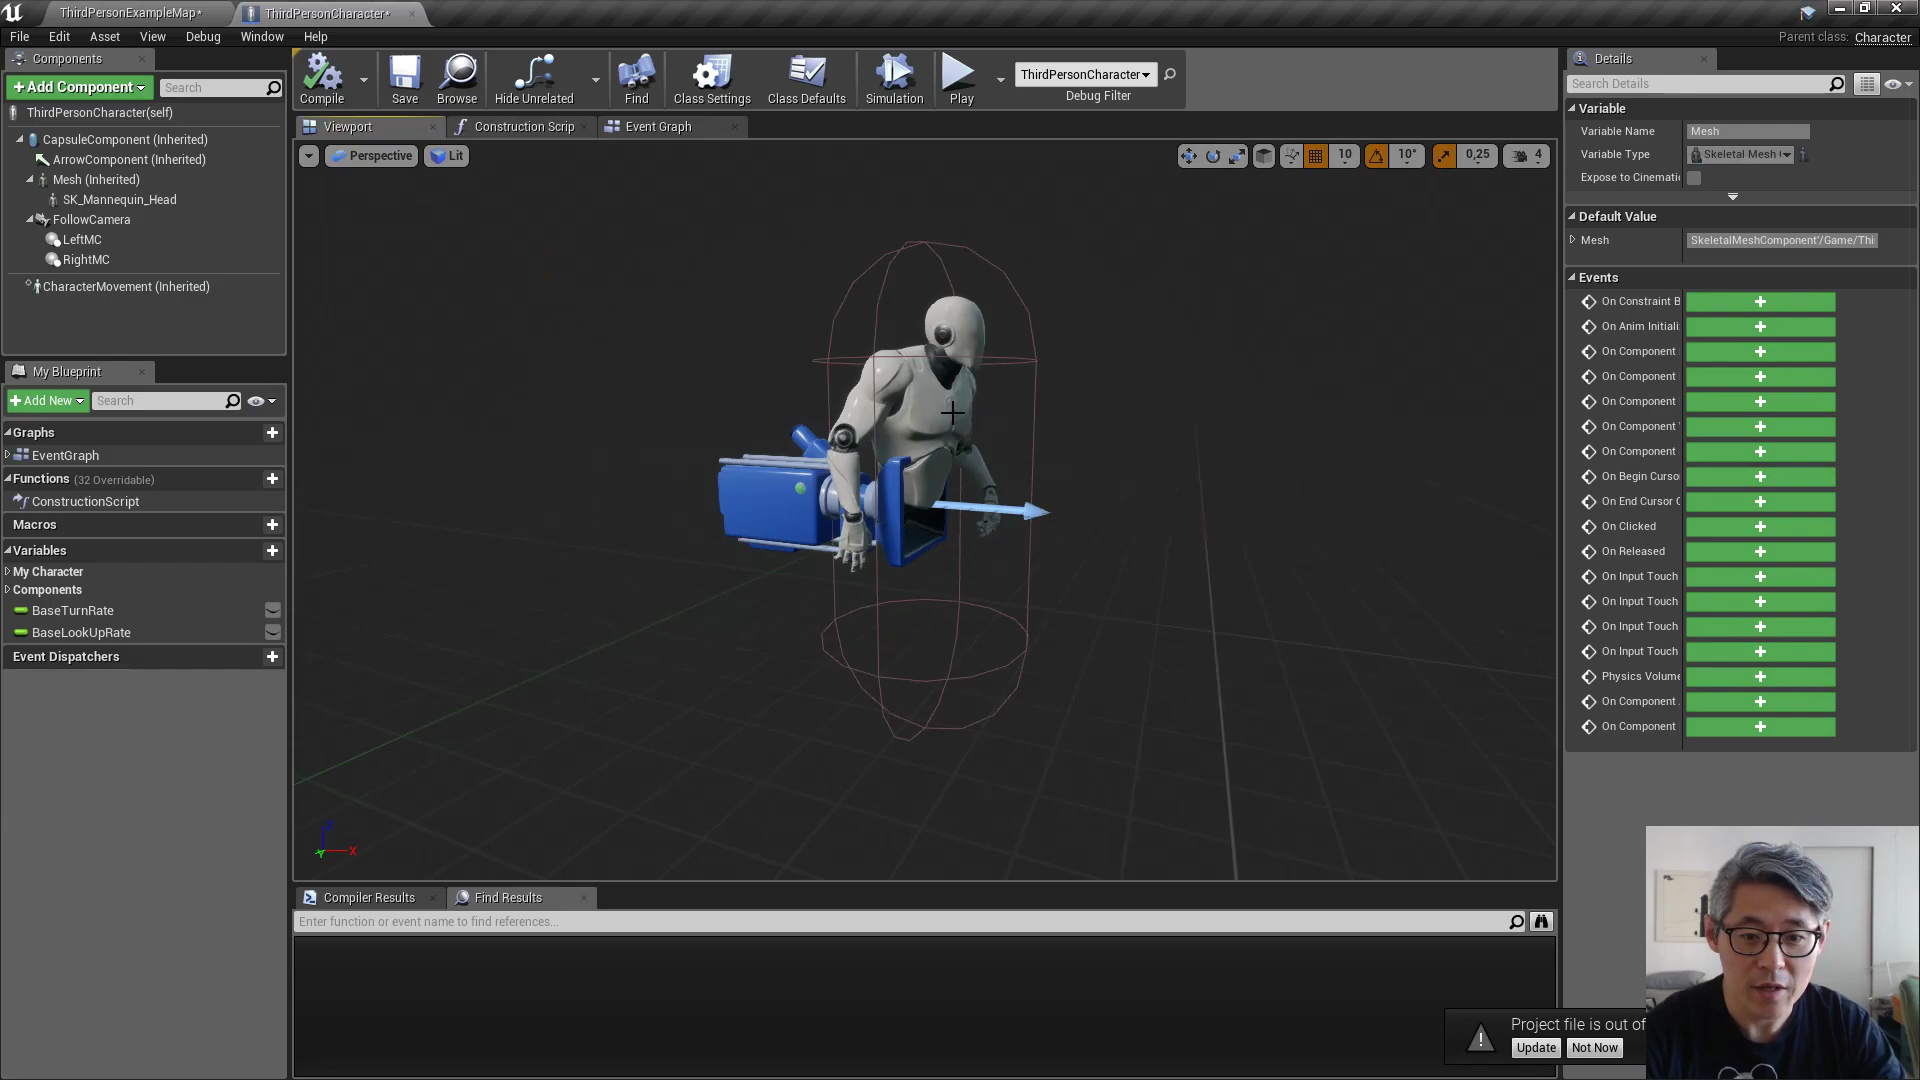 ThirdPersonExampleMap*
ThirdPersonCharacter*
File Edit Asset View Debug Window Help
Parent class: Character
Components
+Add Component
Search
ThirdPersonCharacter(self)
CapsuleComponent (Inherited)
ArrowComponent (Inherited)
Mesh (Inherited)
SK_Mannequin_Head
FollowCamera
LeftMC
RightMC
CharacterMovement (Inherited)
My Blueprint
+Add New
Search
Graphs
EventGraph
Functions (32 Overridable)
ConstructionScript
Macros
Variables
My Character
Components
BaseTurnRate
BaseLookUpRate
Event Dispatchers
Compile
Save
Browse
Hide Unrelated
Find
Class Settings
Class Defaults
Simulation
Play
ThirdPersonCharacter
Debug Filter
Viewport
Construction Scrip
Event Graph
Perspective
Lit
10
10°
0,25
4
Z
X
Y
Compiler Results
Find Results
Enter function or event name to find references...
Details
Search Details
Variable
Variable Name Mesh
Variable Type Skeletal Mesh (
Expose to Cinemati
Default Value
Mesh SkeletalMeshComponent'/Game/Thi
Events
On Constraint B
On Anim Initiali
On Component
On Component
On Component
On Component
On Component
On Begin Curso
On End Cursor C
On Clicked
On Released
On Input Touch
On Input Touch
On Input Touch
On Input Touch
Physics Volume
On Component
On Component
Project file is out of
Update Not Now